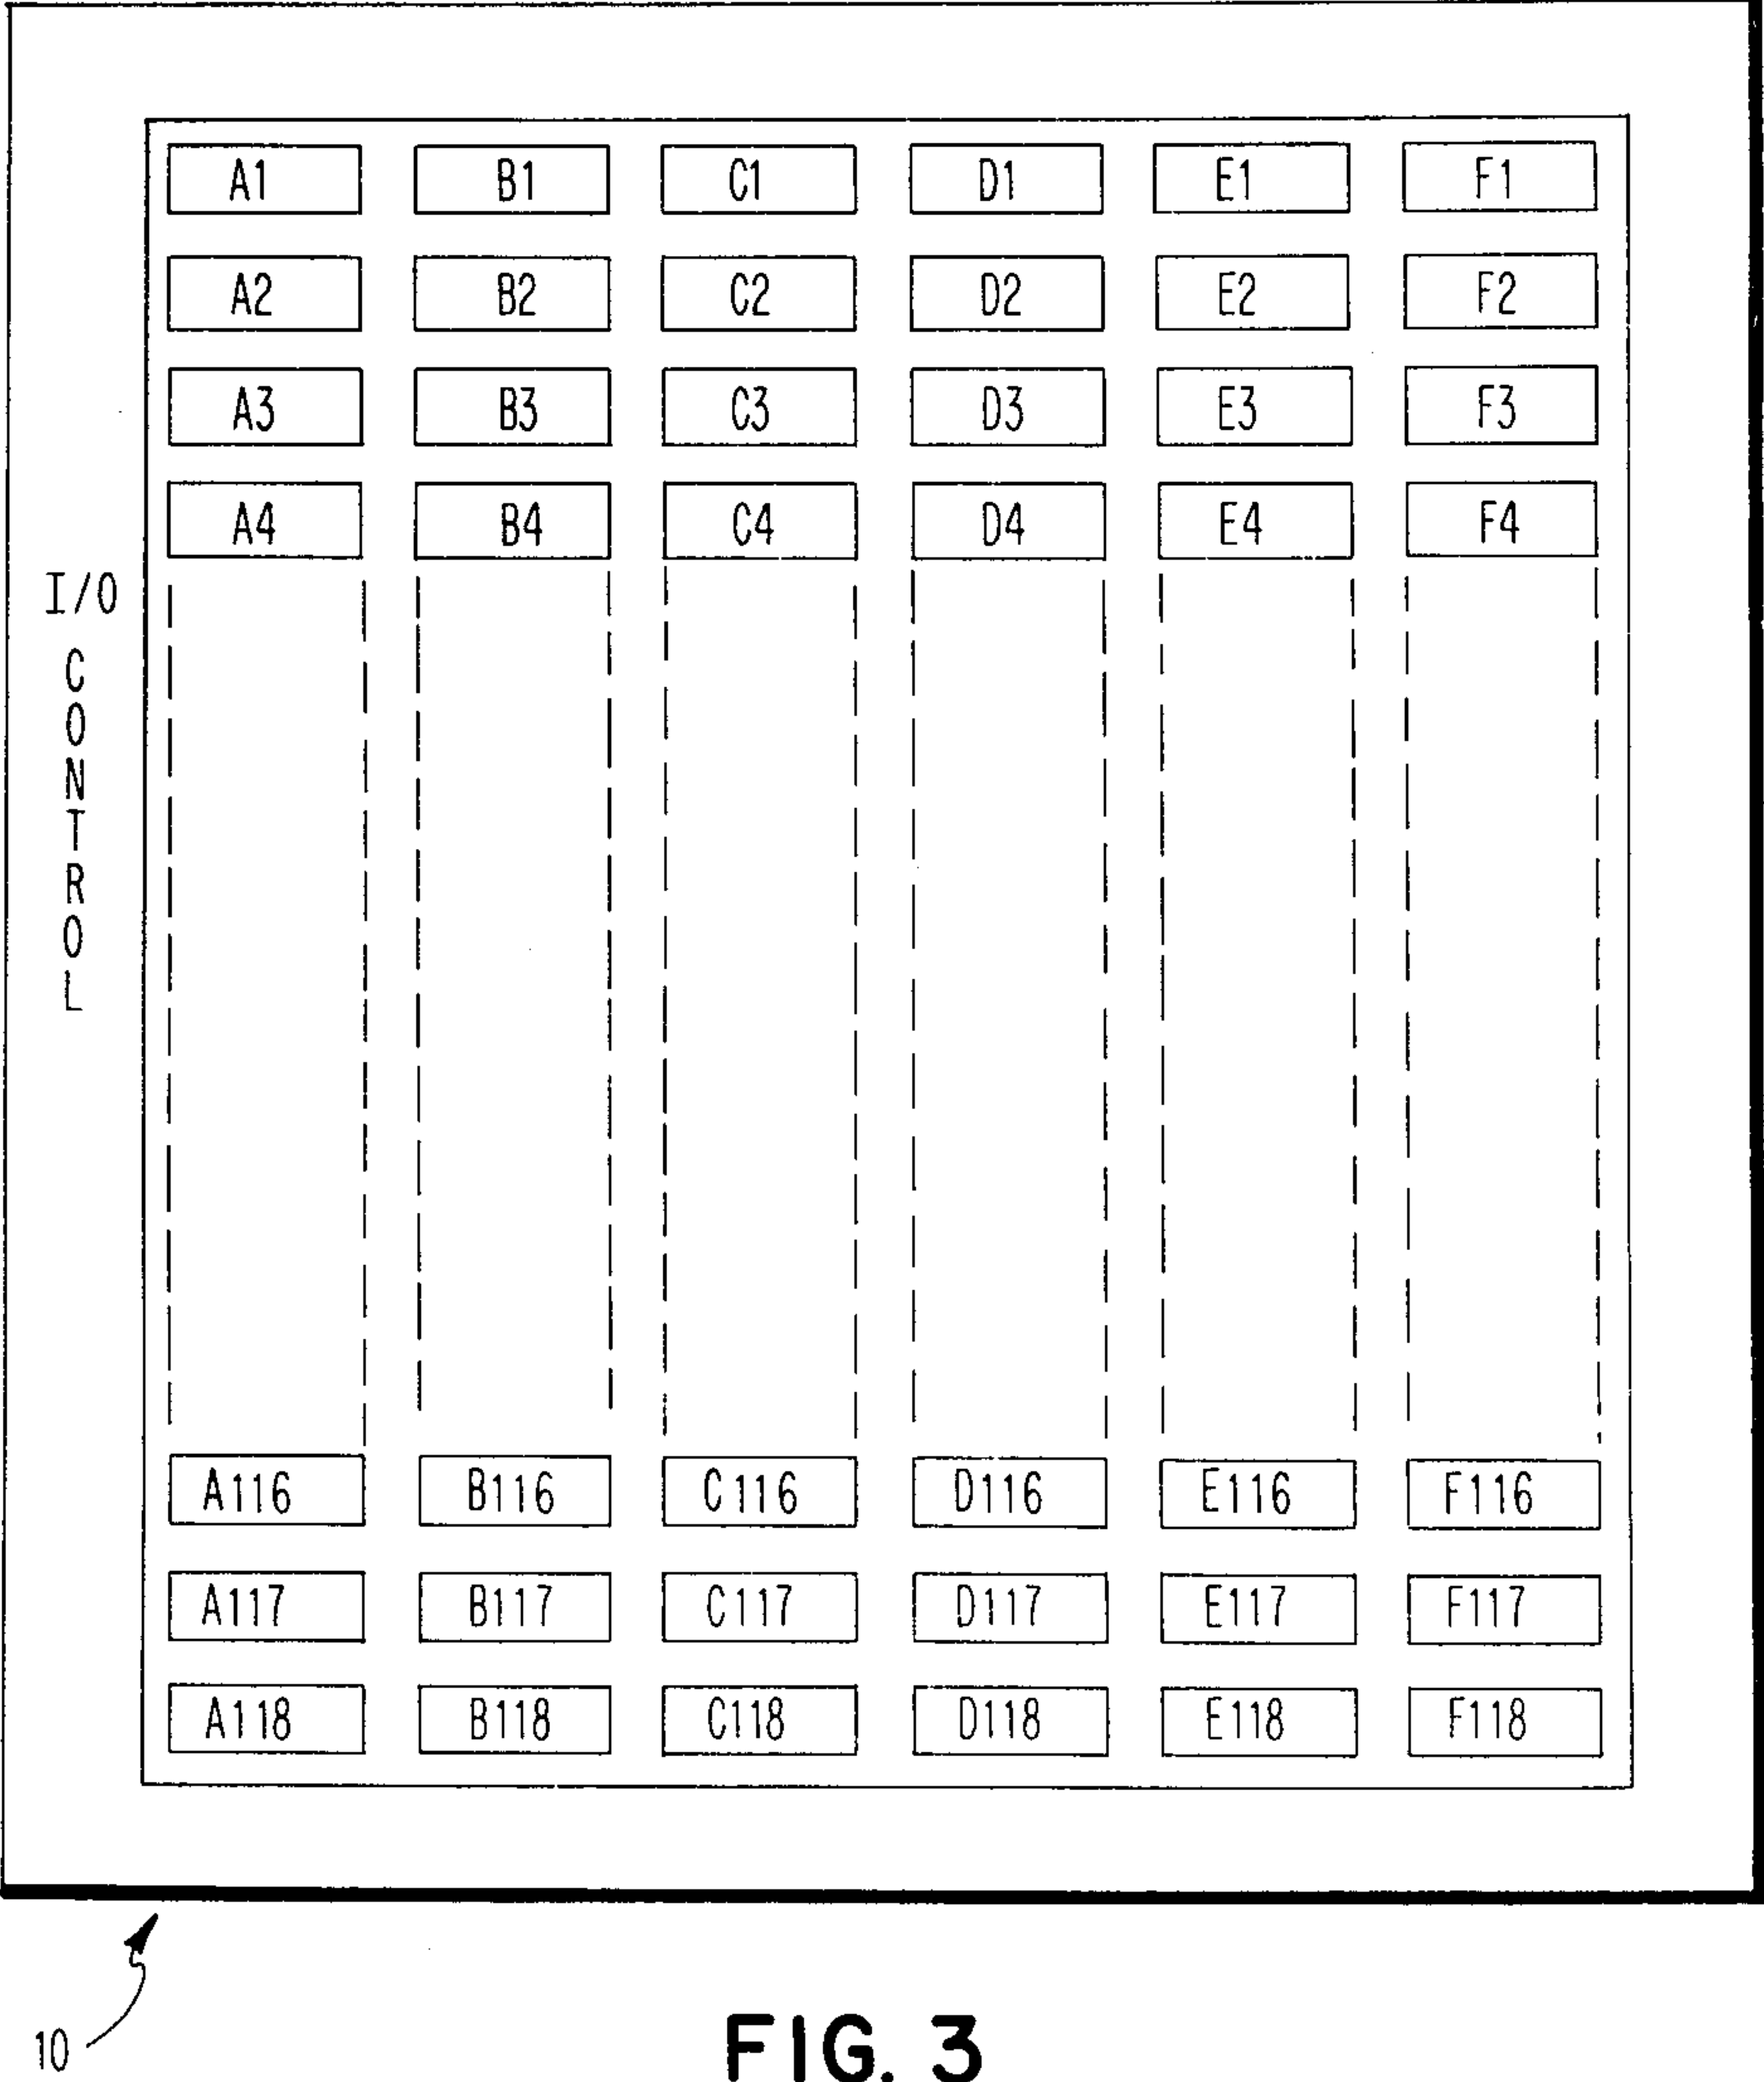 A1 B1 C1 D1 E1 F1
A2 B2 C2 D2 E2 F2
A3 B3 C3 D3 E3 F3
A4 B4 C4 D4 E4 F4
I/O
CONTROL
A116 B116 C116 D116 E116 F116
A117 B117 C117 D117 E117 F117
A118 B118 C118 D118 E118 F118
10
FIG. 3